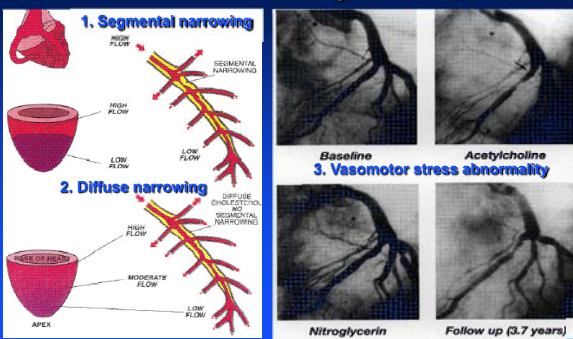 1. Segmental narrowing
HIGH
FLOW
SEGMENTAL
NARROWING
HIGH
FLOW
LOW
FLOW
LOW
FLOW
2. Diffuse narrowing
DIFFUSE
CHOLESTEROL
NO
SEGMENTAL
NARROWING
HIGH
FLOW
BASE OF HEART
MODERATE
FLOW
LOW
FLOW
APEX
Baseline
Acetylcholine
3. Vasomotor stress abnormality
Nitroglycerin
Follow up (3.7 years)